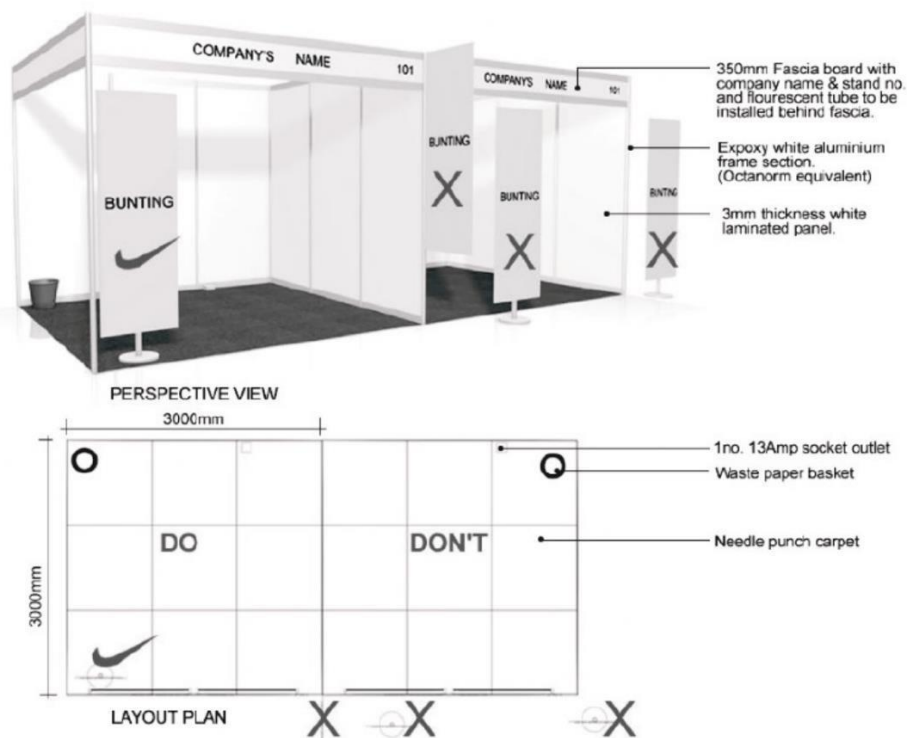 COMPANY'S NAME 101
COMPANY'S NAME 101
BUNTING
BUNTING
X
BUNTING
X
BUNTING
X
350mm Fascia board with
company name & stand no.
and flourescent tube to be
installed behind fascia.
Expoxy white aluminium
frame section.
(Octanorm equivalent)
3mm thickness white
laminated panel.
PERSPECTIVE VIEW
3000mm
1no. 13Amp socket outlet
Waste paper basket
DO
DON'T
Needle punch carpet
3000mm
LAYOUT PLAN
X
X
X